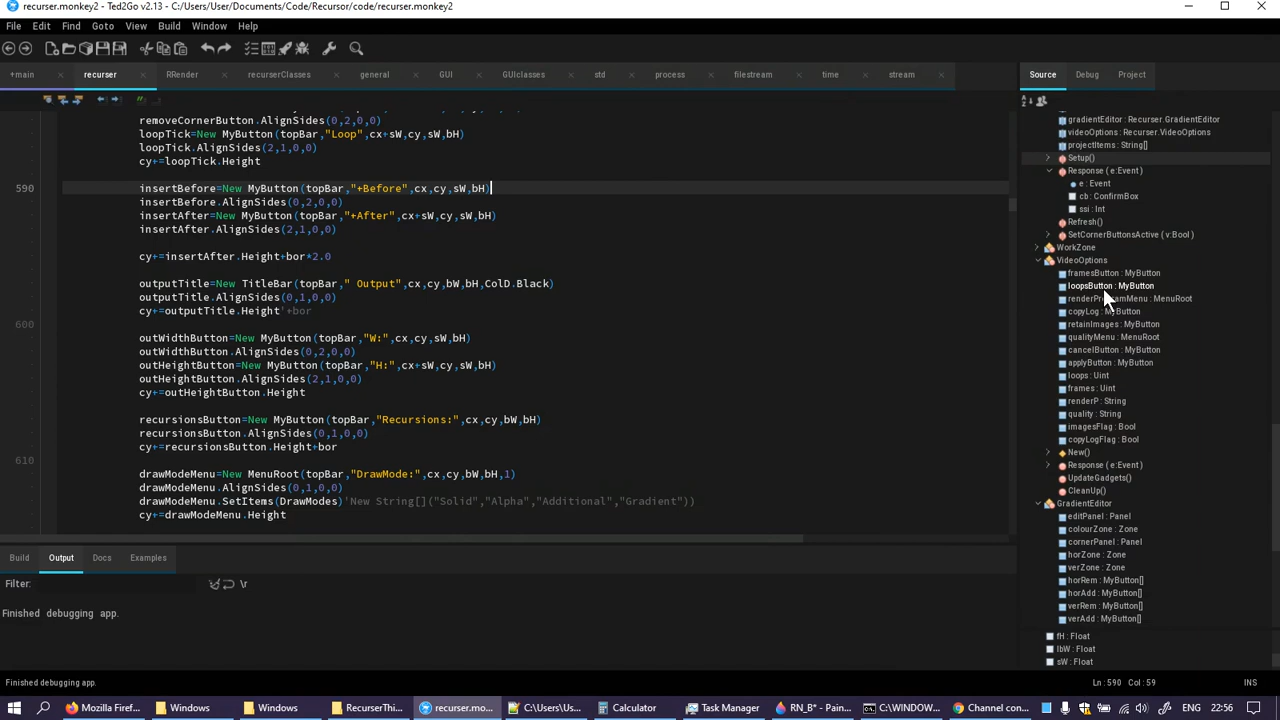 recurser.monkey2 - Ted2Go v2.13 - C:/Users/User/Documents/Code/Recursor/code/recurser.monkey2
File Edit Find Goto View Build Window Help
+main recurser RRender recurserClasses general GUI GUIclasses std process filestream time stream
Source Debug Project
removeCornerButton.AlignSides(0,2,0,0)
loopTick=New MyButton(topBar,"Loop",cx+sW,cy,sW,bH)
loopTick.AlignSides(2,1,0,0)
cy+=loopTick.Height
590 insertBefore=New MyButton(topBar,"+Before",cx,cy,sW,bH)
insertBefore.AlignSides(0,2,0,0)
insertAfter=New MyButton(topBar,"+After",cx+sW,cy,sW,bH)
insertAfter.AlignSides(2,1,0,0)
cy+=insertAfter.Height+bor*2.0
outputTitle=New TitleBar(topBar," Output",cx,cy,bW,bH,ColD.Black)
outputTitle.AlignSides(0,1,0,0)
cy+=outputTitle.Height'+bor
600
outWidthButton=New MyButton(topBar,"W:",cx,cy,sW,bH)
outWidthButton.AlignSides(0,2,0,0)
outHeightButton=New MyButton(topBar,"H:",cx+sW,cy,sW,bH)
outHeightButton.AlignSides(2,1,0,0)
cy+=outHeightButton.Height
recursionsButton=New MyButton(topBar,"Recursions:",cx,cy,bW,bH)
recursionsButton.AlignSides(0,1,0,0)
cy+=recursionsButton.Height+bor
610
drawModeMenu=New MenuRoot(topBar,"DrawMode:",cx,cy,bW,bH,1)
drawModeMenu.AlignSides(0,1,0,0)
drawModeMenu.SetItems(DrawModes)'New String[]("Solid","Alpha","Additional","Gradient"))
cy+=drawModeMenu.Height
gradientEditor : Recurser.GradientEditor
videoOptions : Recurser.VideoOptions
projectItems : String[]
Setup()
Response ( e:Event )
e : Event
cb : ConfirmBox
ssi : Int
Refresh()
SetCornerButtonsActive ( v:Bool )
WorkZone
VideoOptions
framesButton : MyButton
loopsButton : MyButton
renderProgramMenu : MenuRoot
copyLog : MyButton
retainImages : MyButton
qualityMenu : MenuRoot
cancelButton : MyButton
applyButton : MyButton
loops : Uint
frames : Uint
renderP : String
quality : String
imagesFlag : Bool
copyLogFlag : Bool
New()
Response ( e:Event )
UpdateGadgets()
CleanUp()
GradientEditor
editPanel : Panel
colourZone : Zone
cornerPanel : Panel
horZone : Zone
verZone : Zone
horRem : MyButton[]
horAdd : MyButton[]
verRem : MyButton[]
verAdd : MyButton[]
fH : Float
lbW : Float
sW : Float
Build Output Docs Examples
Filter: \r
Finished debugging app.
Finished debugging app. Ln : 590 Col : 59 INS
Mozilla Firef... Windows Windows RecurserThi... recurser.mo... C:\Users\Us... Calculator Task Manager RN_B* - Pain... C:\WINDOW... Channel con... ENG 22:56